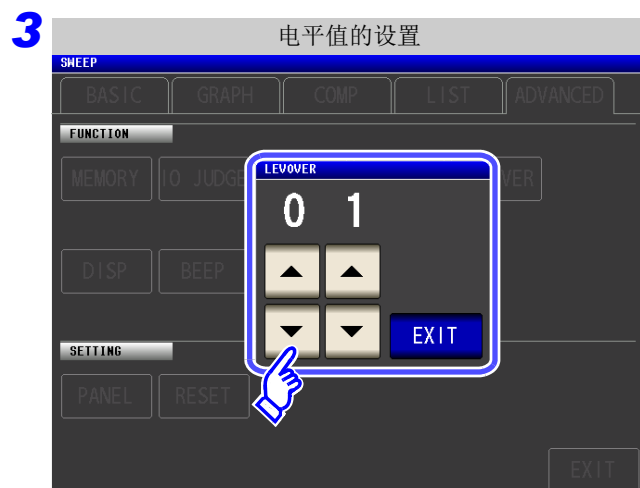 3
电平值的设置
SWEEP
BASIC GRAPH COMP LIST ADVANCED
FUNCTION
MEMORY IO JUDGE VER
LEVOVER
0 1
DISP BEEP
EXIT
SETTING
PANEL RESET
EXIT